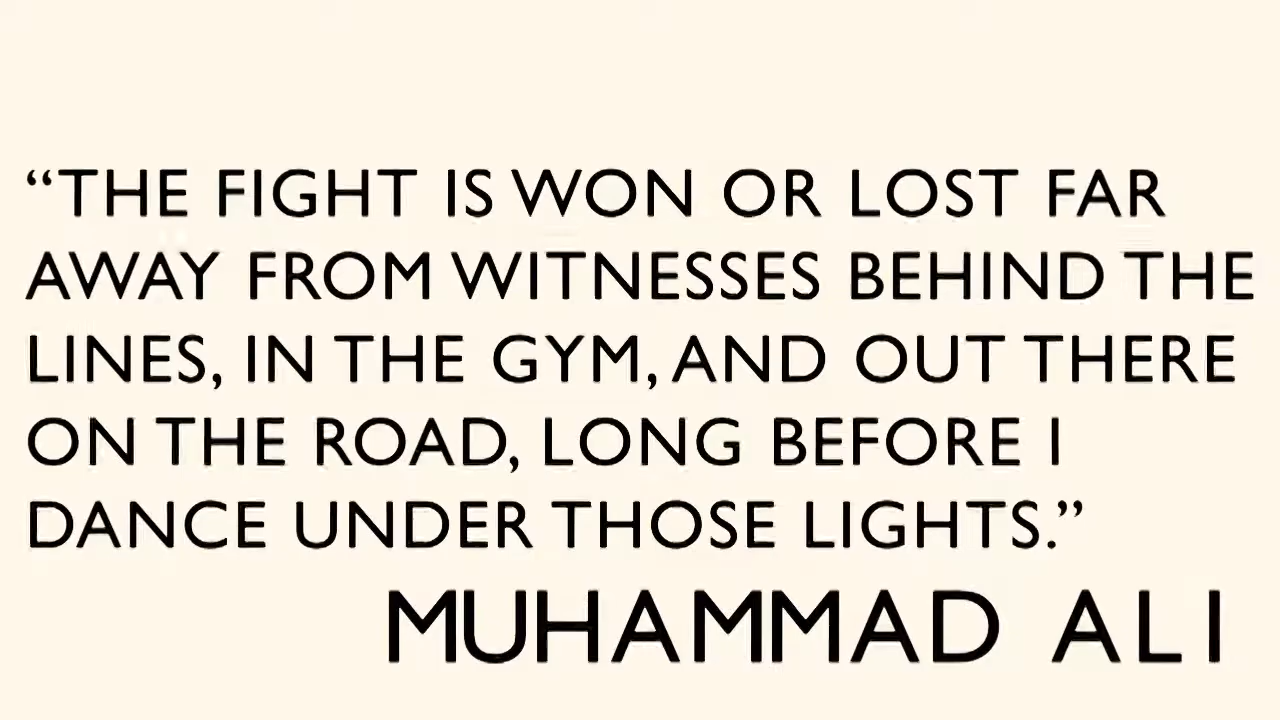 “THE FIGHT IS WON OR LOST FAR
AWAY FROM WITNESSES BEHIND THE
LINES, IN THE GYM, AND OUT THERE
ON THE ROAD, LONG BEFORE I
DANCE UNDER THOSE LIGHTS.”
MUHAMMAD ALI